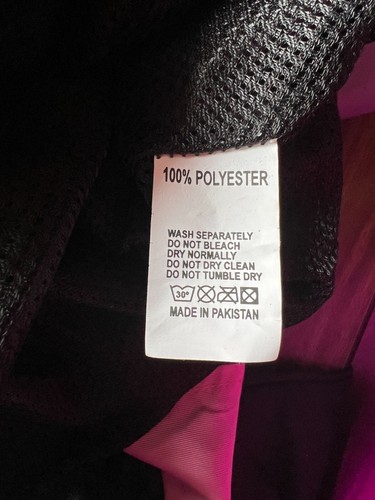 100% POLYESTER
WASH SEPARATELY
DO NOT BLEACH
DRY NORMALLY
DO NOT DRY CLEAN
DO NOT TUMBLE DRY
30°
MADE IN PAKISTAN